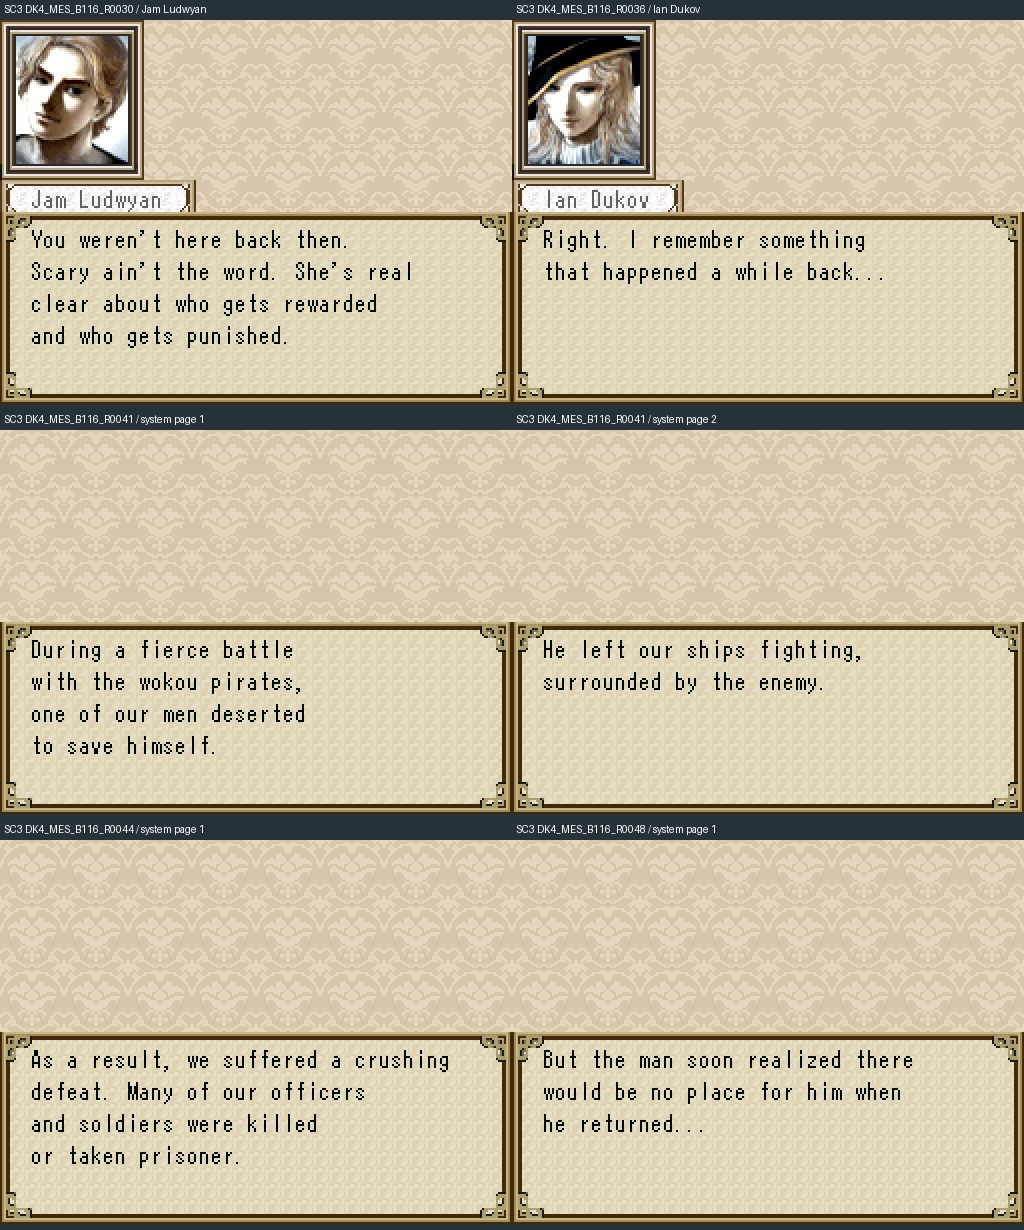 SC3 DK4_MES_B116_R0030 / Jam Ludwyan
Jam Ludwyan
You weren't here back then.
Scary ain't the word. She's real
clear about who gets rewarded
and who gets punished.
SC3 DK4_MES_B116_R0036 / Ian Dukov
Ian Dukov
Right. I remember something
that happened a while back...
SC3 DK4_MES_B116_R0041 / system page 1
During a fierce battle
with the wokou pirates,
one of our men deserted
to save himself.
SC3 DK4_MES_B116_R0041 / system page 2
He left our ships fighting,
surrounded by the enemy.
SC3 DK4_MES_B116_R0044 / system page 1
As a result, we suffered a crushing
defeat. Many of our officers
and soldiers were killed
or taken prisoner.
SC3 DK4_MES_B116_R0048 / system page 1
But the man soon realized there
would be no place for him when
he returned...